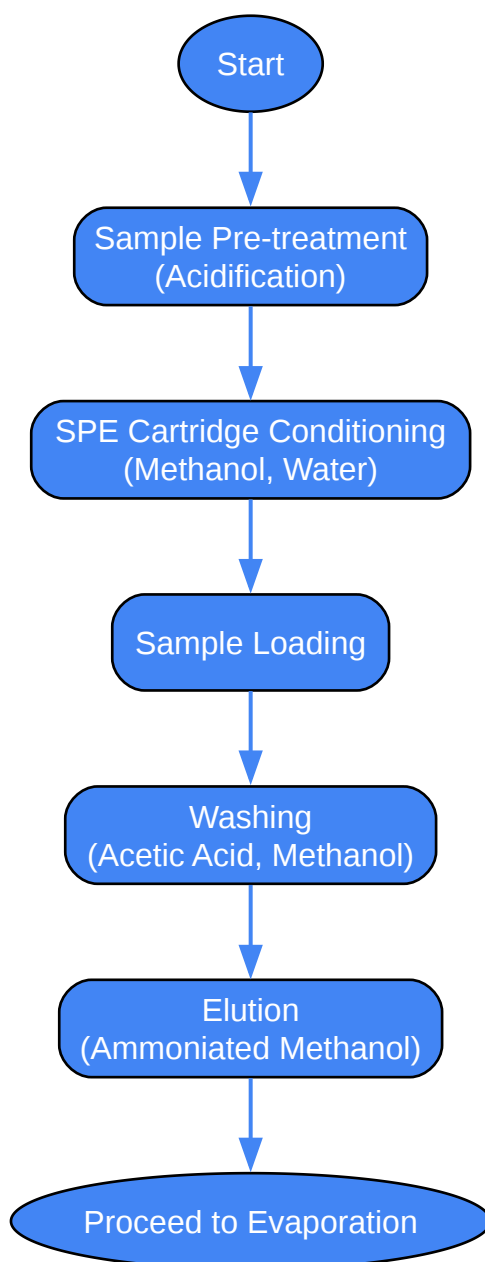 Start
Sample Pre-treatment
(Acidification)
SPE Cartridge Conditioning
(Methanol, Water)
Sample Loading
Washing
(Acetic Acid, Methanol)
Elution
(Ammoniated Methanol)
Proceed to Evaporation